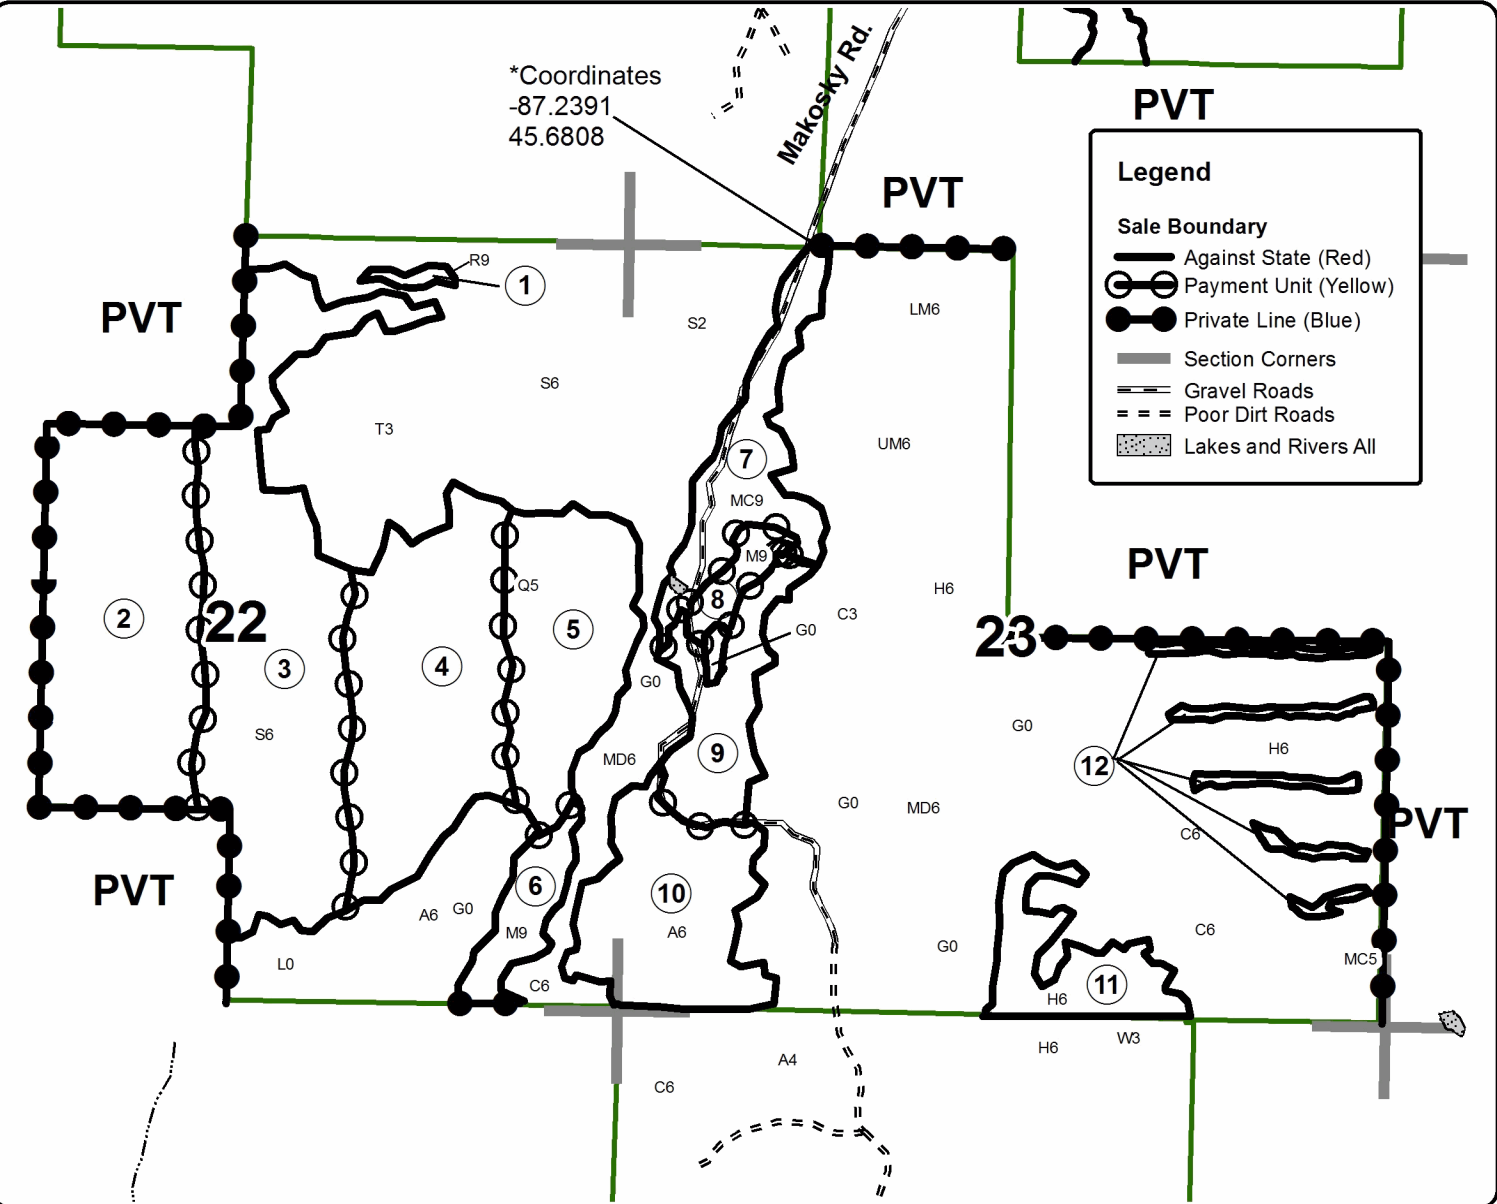 *Coordinates
-87.2391
45.6808
Makosky Rd.
PVT
PVT
Legend
Sale Boundary
Against State (Red)
Payment Unit (Yellow)
Private Line (Blue)
Section Corners
Gravel Roads
Poor Dirt Roads
Lakes and Rivers All
R9
1
PVT
S2
LM6
S6
T3
UM6
7
MC9
M9
PVT
Q5
H6
2
22
8
C3
5
G0
23
3
4
G0
S6
G0
MD6
9
12
H6
G0
MD6
C6
PVT
PVT
6
10
A6
G0
M9
A6
G0
C6
L0
C6
MC5
11
H6
W3
H6
A4
C6